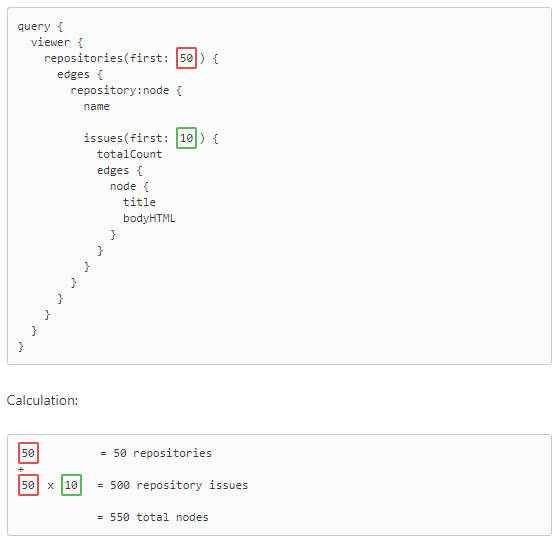 query {
viewer {
repositories(first: 50) {
edges {
repository:node {
name
issues(first: 10) {
totalCount
edges {
node {
title
bodyHTML
}
}
}
}
}
}
}
}
Calculation:
50 = 50 repositories
+
50 x 10 = 500 repository issues
= 550 total nodes